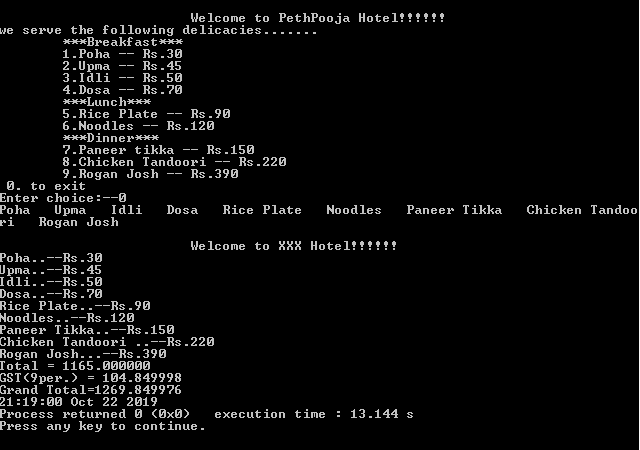 Welcome to PethPooja Hotel!!!!!!
we serve the following delicacies.......
***Breakfast***
1.Poha -- Rs.30
2.Upma -- Rs.45
3.Idli -- Rs.50
4.Dosa -- Rs.70
***Lunch***
5.Rice Plate -- Rs.90
6.Noodles -- Rs.120
***Dinner***
7.Paneer tikka -- Rs.150
8.Chicken Tandoori -- Rs.220
9.Rogan Josh -- Rs.390
0. to exit
Enter choice:--0
Poha   Upma   Idli   Dosa   Rice Plate   Noodles   Paneer Tikka   Chicken Tandoo
ri   Rogan Josh
Welcome to XXX Hotel!!!!!!
Poha..--Rs.30
Upma..--Rs.45
Idli..--Rs.50
Dosa..--Rs.70
Rice Plate..--Rs.90
Noodles..--Rs.120
Paneer Tikka..--Rs.150
Chicken Tandoori ..--Rs.220
Rogan Josh...--Rs.390
Total = 1165.000000
GST(9per.) = 104.849998
Grand Total=1269.849976
21:19:00 Oct 22 2019
Process returned 0 (0x0)   execution time : 13.144 s
Press any key to continue.